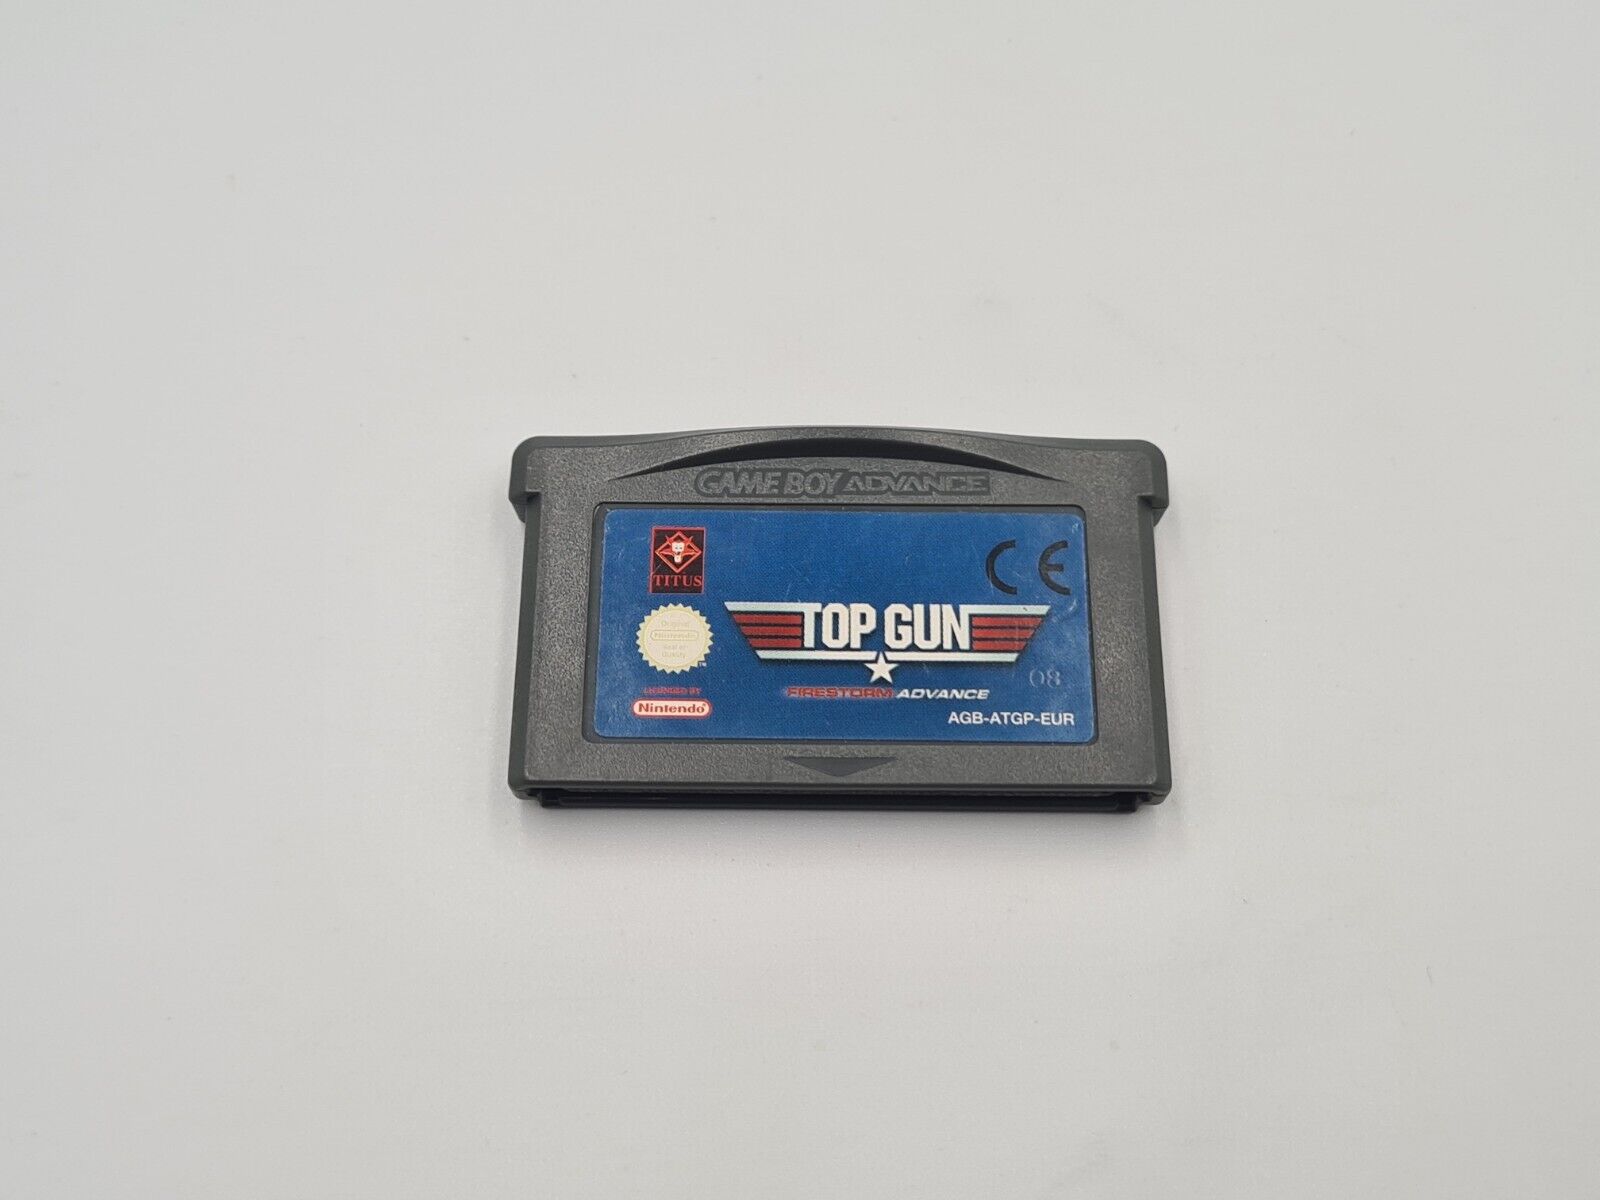 GAME BOY ADVANCE
TITUS
CE
Original
Nintendo
Seal of
Quality
TM
TOP GUN
FIRESTORM ADVANCE
08
LICENSED BY
Nintendo
AGB-ATGP-EUR